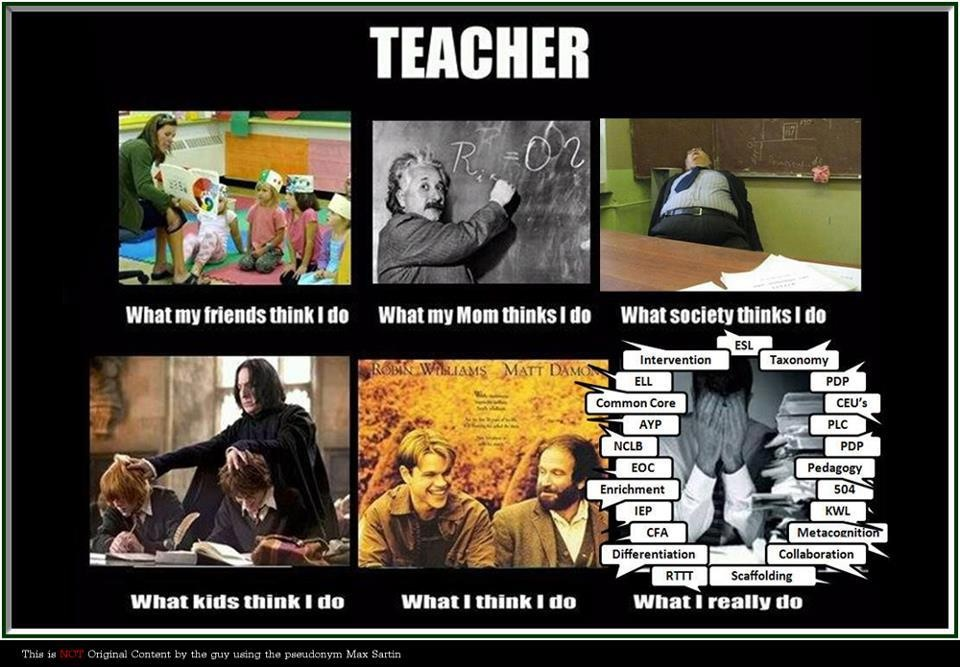 TEACHER
R = 0 ?
What my friends think I do
What my Mom thinks I do
What society thinks I do
ROBIN WILLIAMS MATT DAMON
ESL
Intervention
Taxonomy
ELL
PDP
Common Core
CEU's
AYP
PLC
NCLB
PDP
EOC
Pedagogy
Enrichment
504
IEP
KWL
CFA
Metacognition
Differentiation
Collaboration
RTTT
Scaffolding
What kids think I do
What I think I do
What I really do
This is NOT Original Content by the guy using the pseudonym Max Sartin